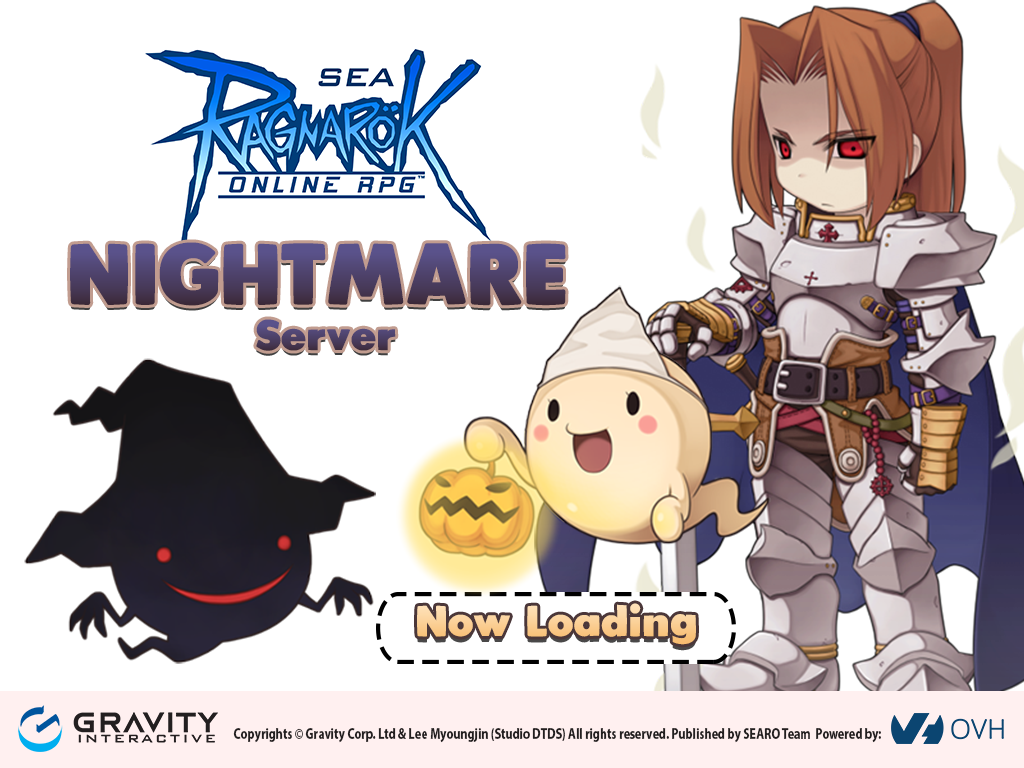 SEA
RAGNARÖK
ONLINE RPG™
NIGHTMARE
Server
Now Loading
GRAVITY
INTERACTIVE
Copyrights © Gravity Corp. Ltd & Lee Myoungjin (Studio DTDS) All rights reserved. Published by SEARO Team Powered by:
OVH